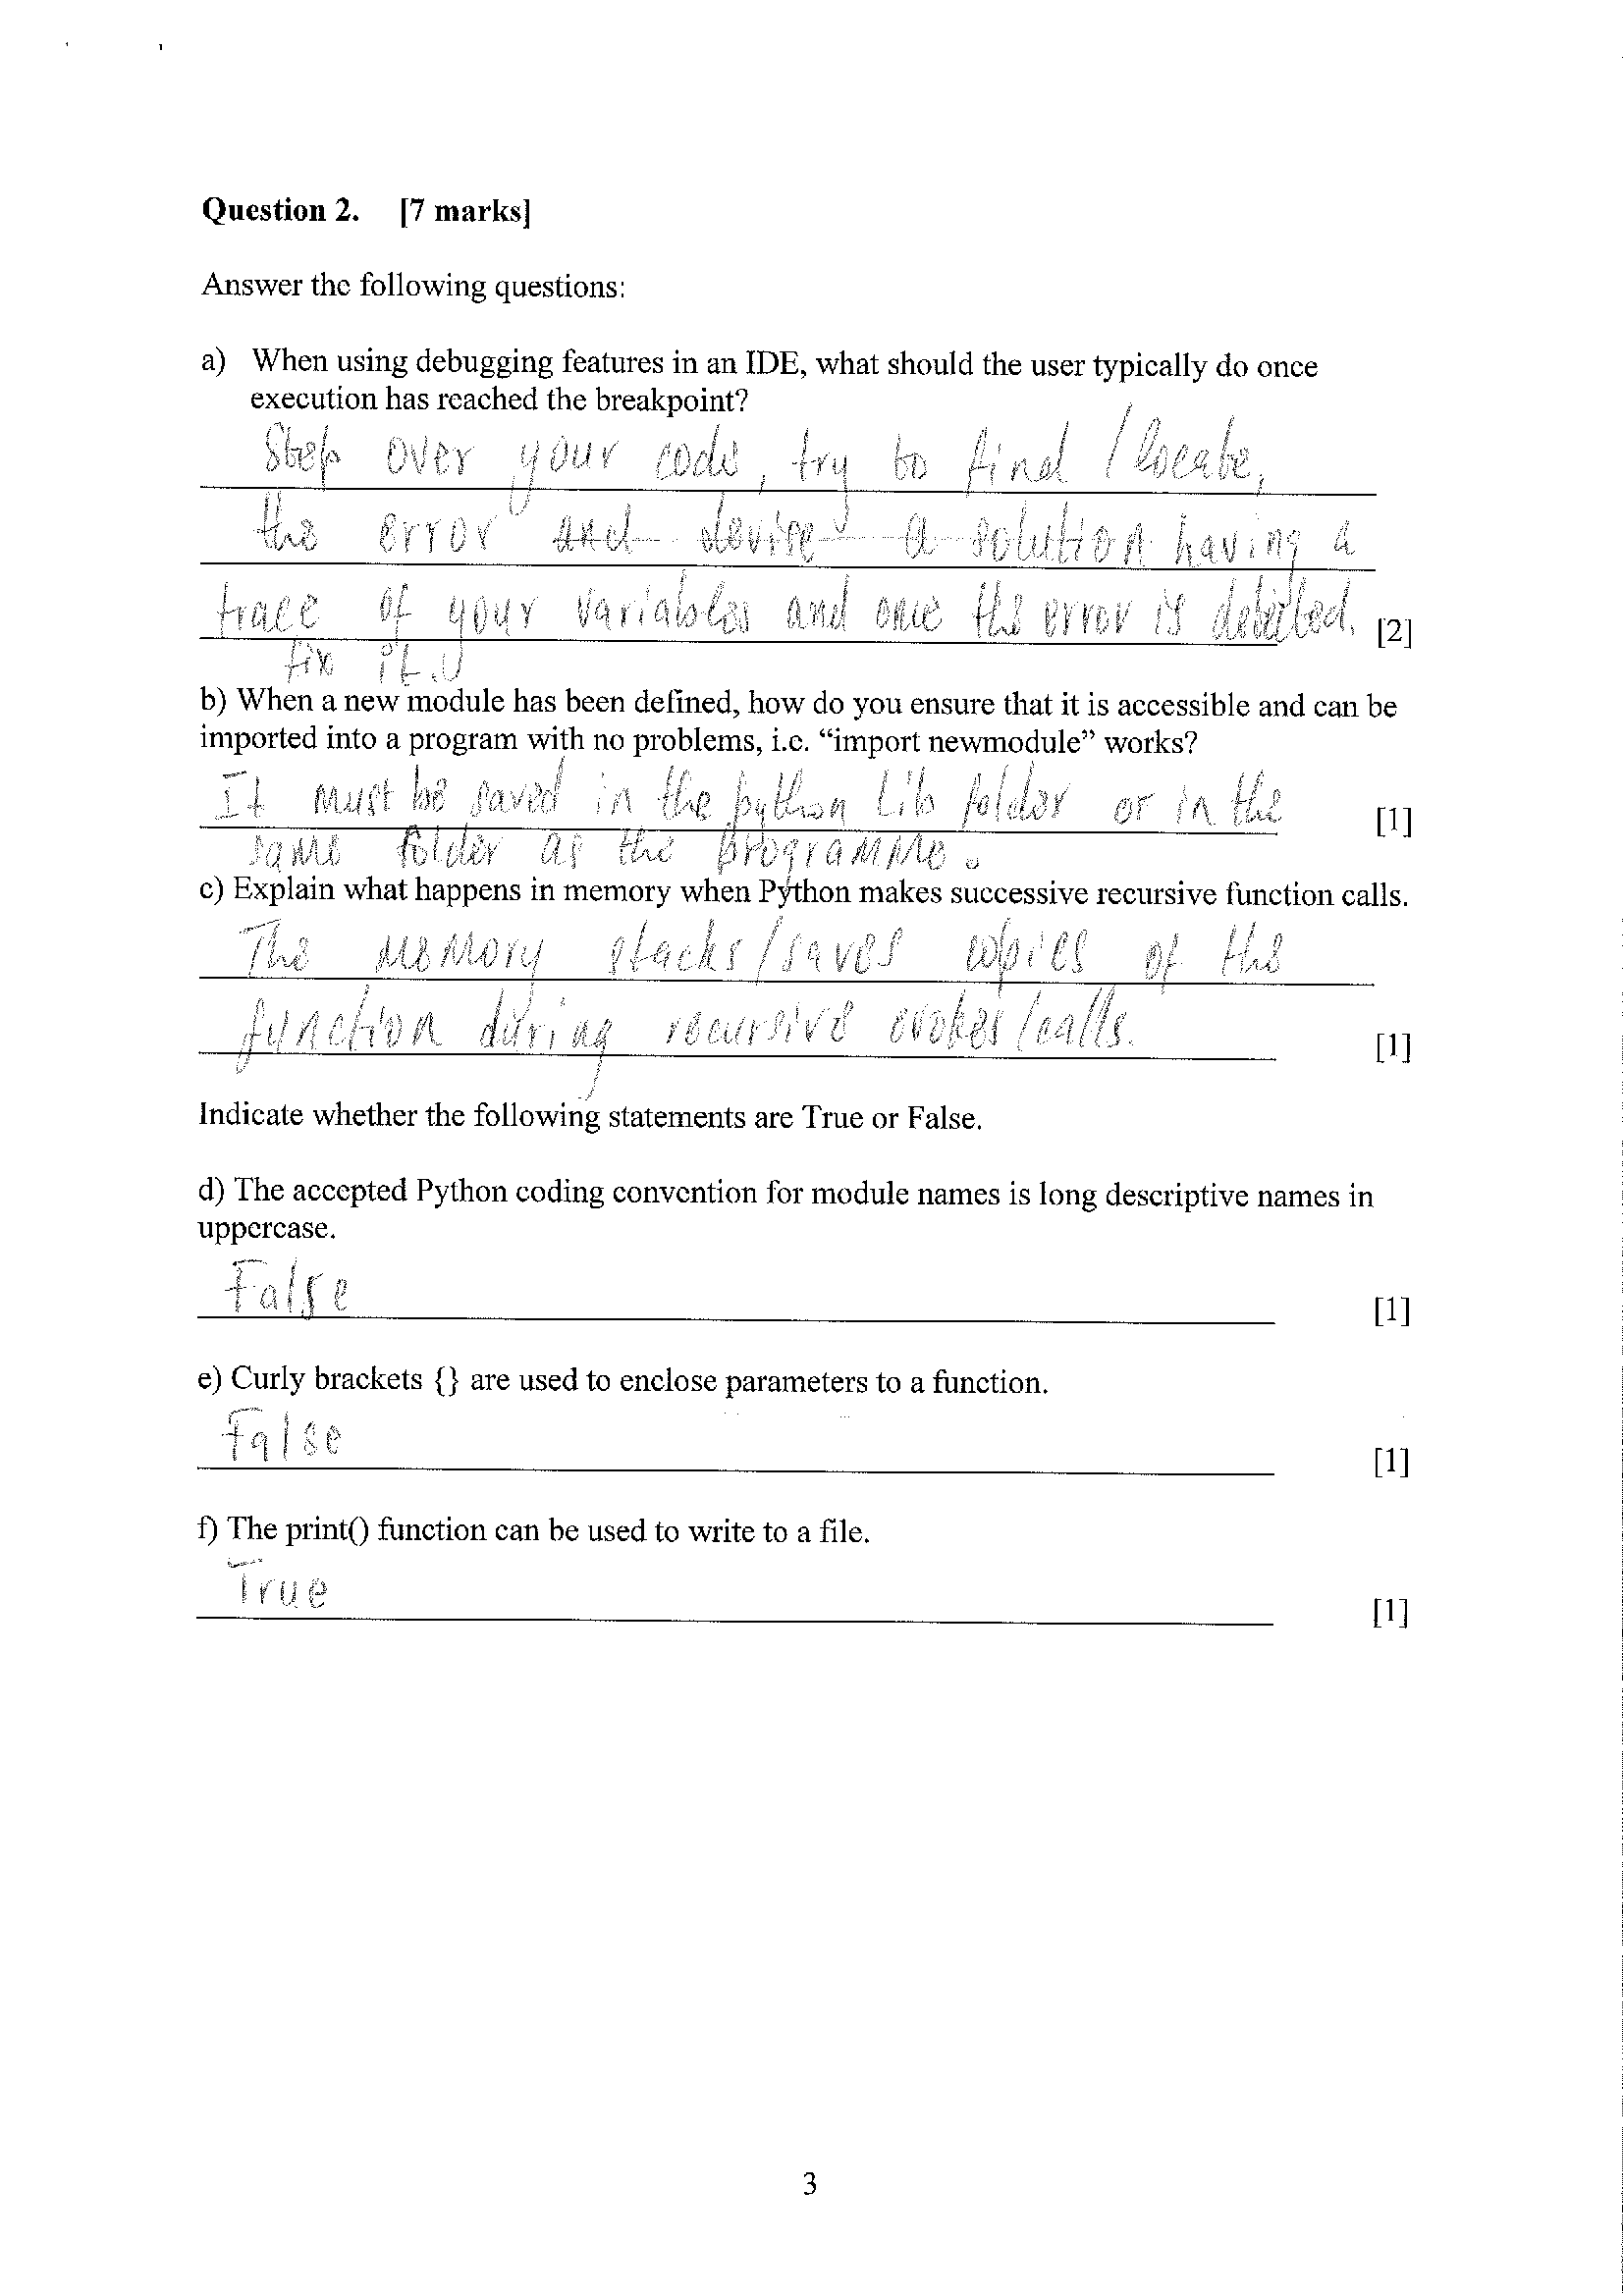 Question 2. [7 marks]
Answer the following questions:
a) When using debugging features in an IDE, what should the user typically do once
execution has reached the breakpoint?
Step over your code, try to find / locate,
the error and devise a solution having a
trace of your variables and once the error is detected. [2]
fix it.
b) When a new module has been defined, how do you ensure that it is accessible and can be
imported into a program with no problems, i.e. “import newmodule” works?
It must be saved in the python Lib folder or in the [1]
same folder as the programme.
c) Explain what happens in memory when Python makes successive recursive function calls.
The memory stacks/saves copies of the
function during recursive evokes/calls. [1]
Indicate whether the following statements are True or False.
d) The accepted Python coding convention for module names is long descriptive names in
uppercase.
False [1]
e) Curly brackets {} are used to enclose parameters to a function.
False [1]
f) The print() function can be used to write to a file.
True [1]
3